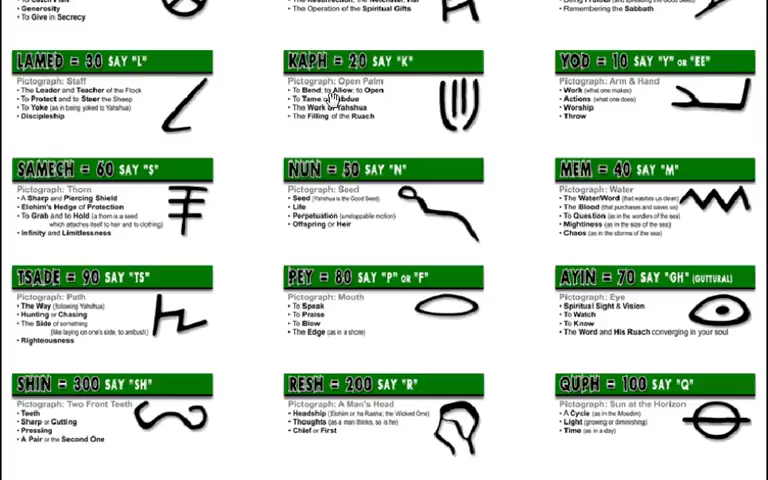 To Catch Fish
• Generosity
• To Give in Secrecy
The Resurrection, the
• The Operation of the Spiritual Gifts
• Remembering the Sabbath
LAMED = 30 SAY "L"
Pictograph: Staff
• The Leader and Teacher of the Flock
• To Protect and to Steer the Sheep
• To Yoke (as in being yoked to Yahshua)
• Discipleship
KAPH = 20 SAY "K"
Pictograph: Open Palm
• To Bend, to Allow, to Open
• To Tame or Subdue
• The Work of Yahshua
• The Filling of the Ruach
YOD = 10 SAY "Y" OR "EE"
Pictograph: Arm & Hand
• Work (what one makes)
• Actions (what one does)
• Worship
• Throw
SAMECH = 60 SAY "S"
Pictograph: Thorn
• A Sharp and Piercing Shield
• Elohim's Hedge of Protection
• To Grab and to Hold (a thorn is a seed
which attaches itself to hair and to clothing)
• Infinity and Limitlessness
NUN = 50 SAY "N"
Pictograph: Seed
• Seed (Yahshua is the Good Seed)
• Life
• Perpetuation (unstoppable motion)
• Offspring or Heir
MEM = 40 SAY "M"
Pictograph: Water
• The Water/Word (that washes us clean)
• The Blood (that purchases and saves us)
• To Question (as in the wonders of the sea)
• Mightiness (as in the size of the sea)
• Chaos (as in the storms of the sea)
TSADE = 90 SAY "TS"
Pictograph: Path
• The Way (following Yahshua)
• Hunting or Chasing
• The Side of something
(like laying on one's side, to ambush)
• Righteousness
PEY = 80 SAY "P" OR "F"
Pictograph: Mouth
• To Speak
• To Praise
• To Blow
• The Edge (as in a shore)
AYIN = 70 SAY "GH" (GUTTURAL)
Pictograph: Eye
• Spiritual Sight & Vision
• To Watch
• To Know
• The Word and His Ruach converging in your soul
SHIN = 300 SAY "SH"
Pictograph: Two Front Teeth
• Teeth
• Sharp or Cutting
• Pressing
• A Pair or the Second One
RESH = 200 SAY "R"
Pictograph: A Man's Head
• Headship (Elohim or ha Rasha; the Wicked One)
• Thoughts (as a man thinks, so is he)
• Chief or First
QUPH = 100 SAY "Q"
Pictograph: Sun at the Horizon
• A Cycle (as in the Moedim)
• Light (growing or diminishing)
• Time (as in a day)